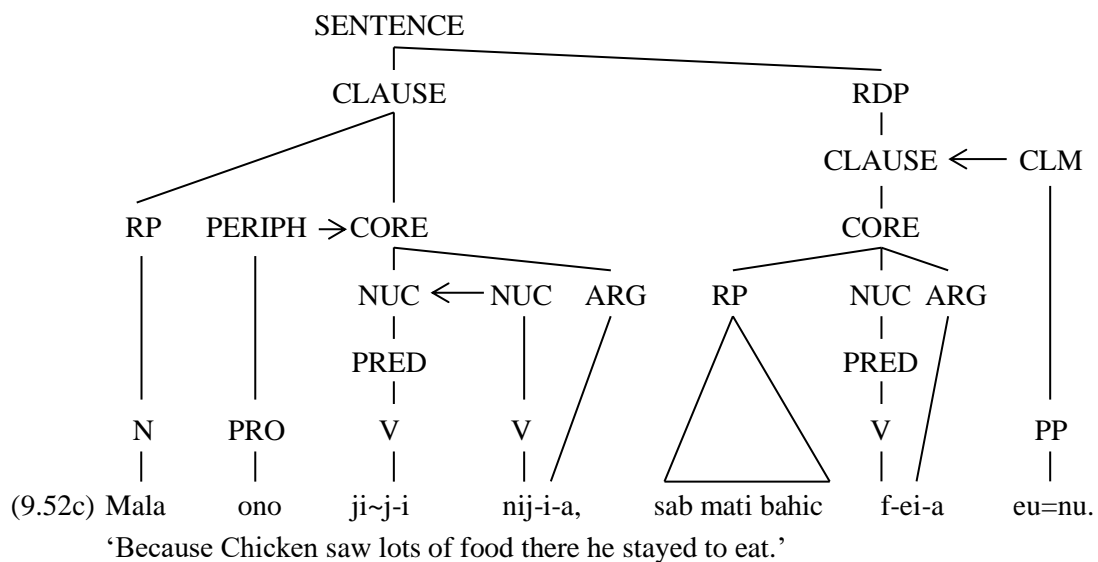 SENTENCE
CLAUSE RDP
CLAUSE CLM
RP PERIPH CORE CORE
NUC NUC ARG RP NUC ARG
PRED PRED
N PRO V V V PP
(9.52c) Mala ono ji~j-i nij-i-a, sab mati bahic f-ei-a eu=nu.
‘Because Chicken saw lots of food there he stayed to eat.’